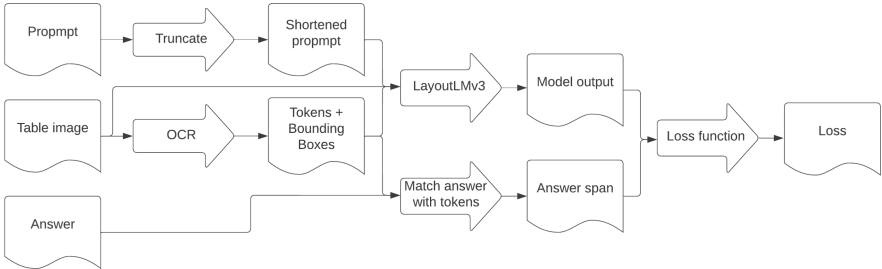 Propmpt
Truncate
Shortened
propmpt
LayoutLMv3
Model output
Table image
OCR
Tokens +
Bounding
Boxes
Loss function
Loss
Answer
Match answer
with tokens
Answer span